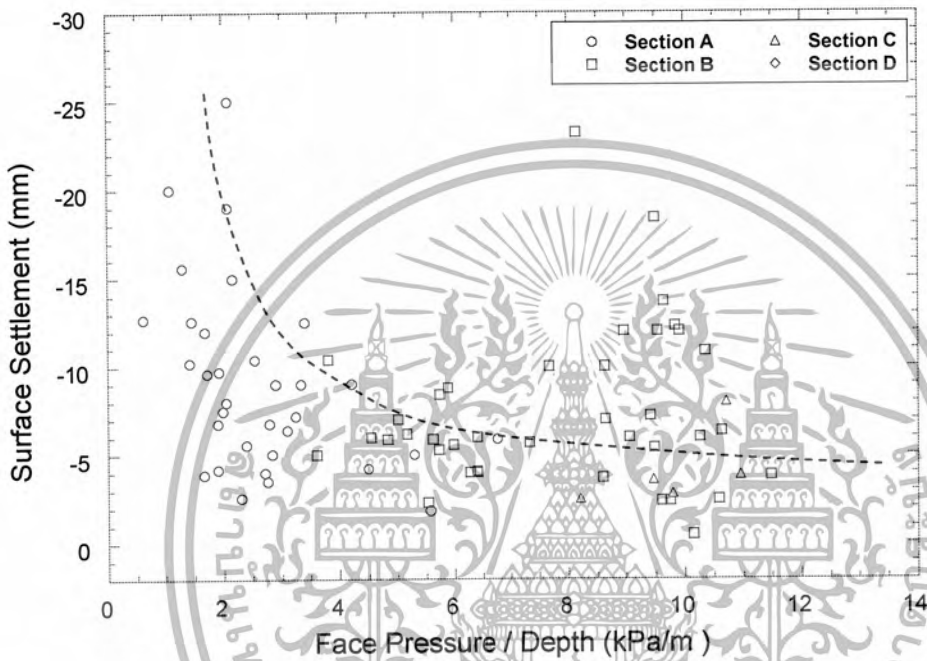 -30
-25
-20
-15
-10
-5
0
Surface Settlement (mm)
Section A
Section B
Section C
Section D
0 2 4 6 8 10 12 14
Face Pressure / Depth (kPa/m )